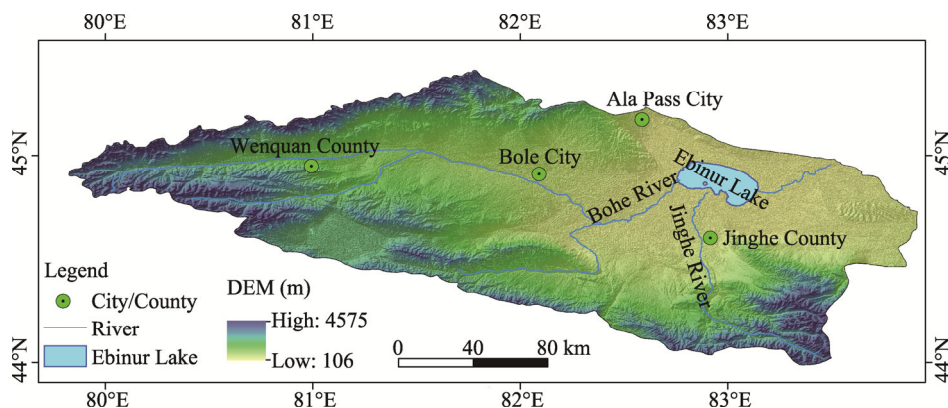 80°E 81°E 82°E 83°E
45°N
44°N
45°N
44°N
Ala Pass City
Wenquan County
Bole City
Ebinur Lake
Bohe River
Jinghe River
Jinghe County
Legend
City/County
River
Ebinur Lake
DEM (m)
High: 4575
Low: 106
0 40 80 km
80°E 81°E 82°E 83°E